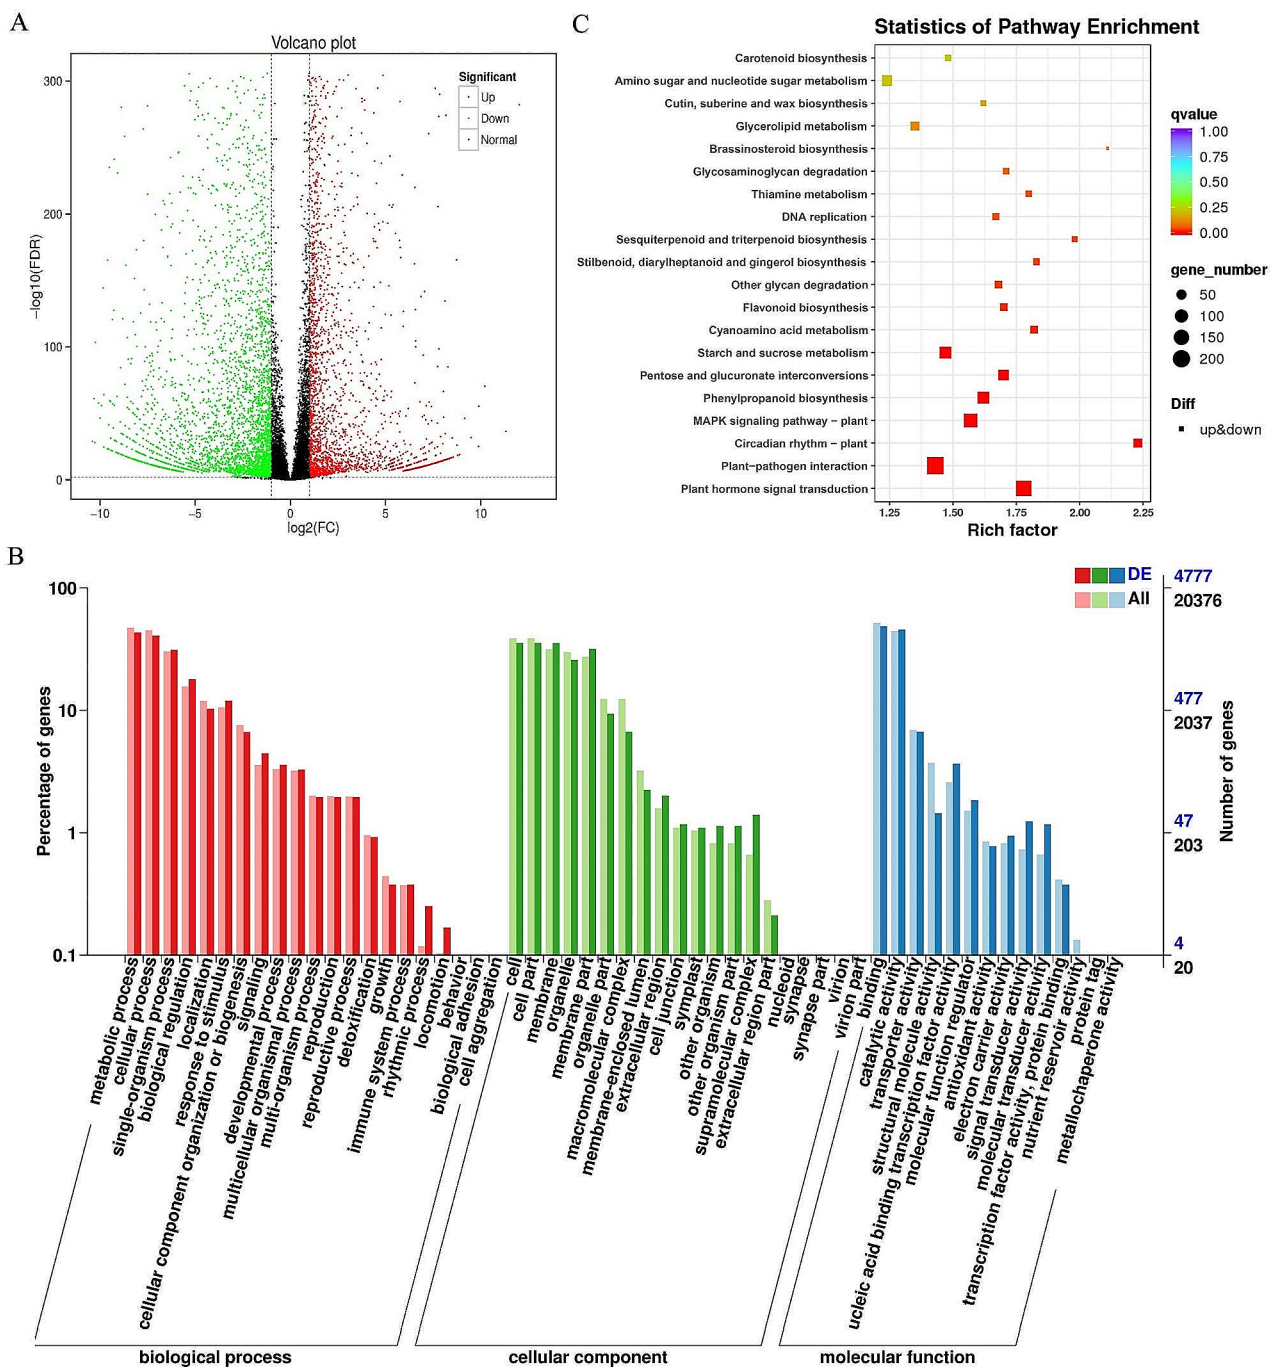 A
Volcano plot
300
200
100
0
−log10(FDR)
−10
−5
0
5
10
log2(FC)
Significant
Up
Down
Normal
C
Statistics of Pathway Enrichment
Carotenoid biosynthesis
Amino sugar and nucleotide sugar metabolism
Cutin, suberine and wax biosynthesis
Glycerolipid metabolism
Brassinosteroid biosynthesis
Glycosaminoglycan degradation
Thiamine metabolism
DNA replication
Sesquiterpenoid and triterpenoid biosynthesis
Stilbenoid, diarylheptanoid and gingerol biosynthesis
Other glycan degradation
Flavonoid biosynthesis
Cyanoamino acid metabolism
Starch and sucrose metabolism
Pentose and glucuronate interconversions
Phenylpropanoid biosynthesis
MAPK signaling pathway − plant
Circadian rhythm − plant
Plant−pathogen interaction
Plant hormone signal transduction
1.25
1.50
1.75
2.00
2.25
Rich factor
qvalue
1.00
0.75
0.50
0.25
0.00
gene_number
50
100
150
200
Diff
up&down
B
100
10
1
0.1
Percentage of genes
DE
All
4777
20376
477
2037
47
203
4
20
Number of genes
metabolic process
cellular process
single-organism process
biological regulation
localization
response to stimulus
cellular component organization or biogenesis
signaling
developmental process
multicellular organismal process
multi-organism process
reproduction
reproductive process
detoxification
growth
immune system process
rhythmic process
locomotion
behavior
biological adhesion
cell aggregation
cell
cell part
membrane
organelle
membrane part
organelle part
macromolecular complex
membrane-enclosed lumen
extracellular region
cell junction
symplast
other organism
other organism part
supramolecular complex
extracellular region part
nucleoid
synapse
synapse part
virion
virion part
binding
catalytic activity
transporter activity
structural molecule activity
ucleic acid binding transcription factor activity
molecular function regulator
antioxidant activity
electron carrier activity
signal transducer activity
molecular transducer activity
transcription factor activity, protein binding
nutrient reservoir activity
protein tag
metallochaperone activity
biological process
cellular component
molecular function